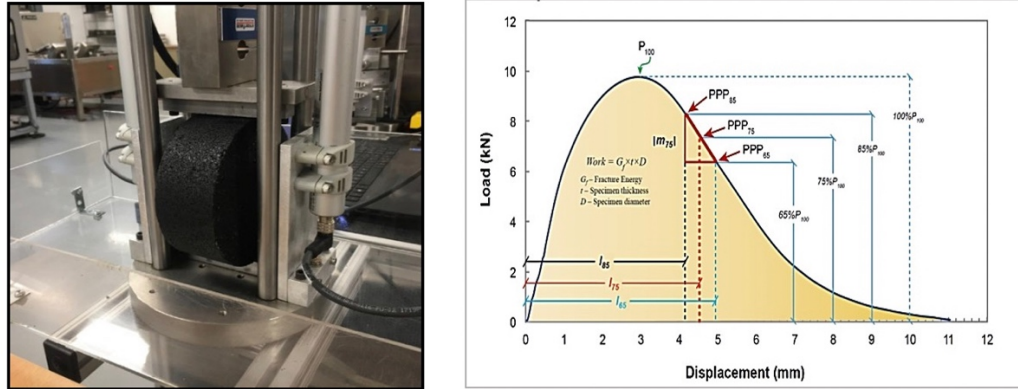 12
10
8
6
4
2
0
Load (kN)
P100
PPP85
PPP75
PPP65
|m75|
100%P100
85%P100
75%P100
65%P100
Work = Gf×t×D
Gf – Fracture Energy
t – Specimen thickness
D – Specimen diameter
l85
l75
l65
0 1 2 3 4 5 6 7 8 9 10 11 12
Displacement (mm)